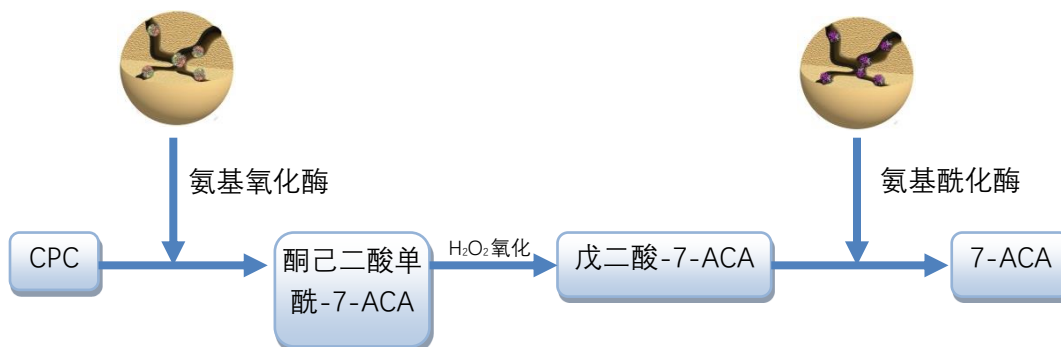 氨基氧化酶
氨基酰化酶
CPC
酮己二酸单
酰-7-ACA
H₂O₂氧化
戊二酸-7-ACA
7-ACA